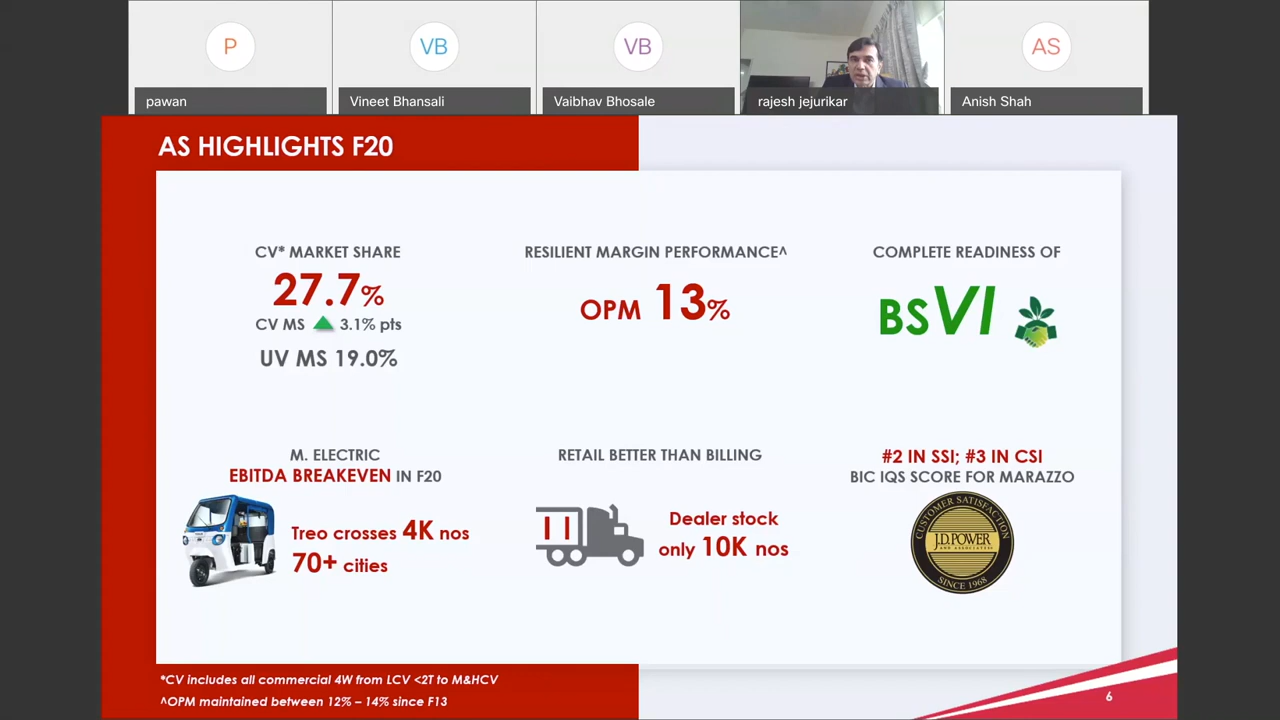 P
VB
VB
AS
pawan
Vineet Bhansali
Vaibhav Bhosale
rajesh jejurikar
Anish Shah
AS HIGHLIGHTS F20
CV* MARKET SHARE
27.7%
CV MS 3.1% pts
UV MS 19.0%
RESILIENT MARGIN PERFORMANCE^
OPM 13%
COMPLETE READINESS OF
BSVI
M. ELECTRIC
EBITDA BREAKEVEN IN F20
Treo crosses 4K nos
70+ cities
RETAIL BETTER THAN BILLING
Dealer stock
only 10K nos
#2 IN SSI; #3 IN CSI
BIC IQS SCORE FOR MARAZZO
CUSTOMER SATISFACTION
J.D. POWER
AND ASSOCIATES
SINCE 1968
*CV includes all commercial 4W from LCV <2T to M&HCV
^OPM maintained between 12% – 14% since F13
6